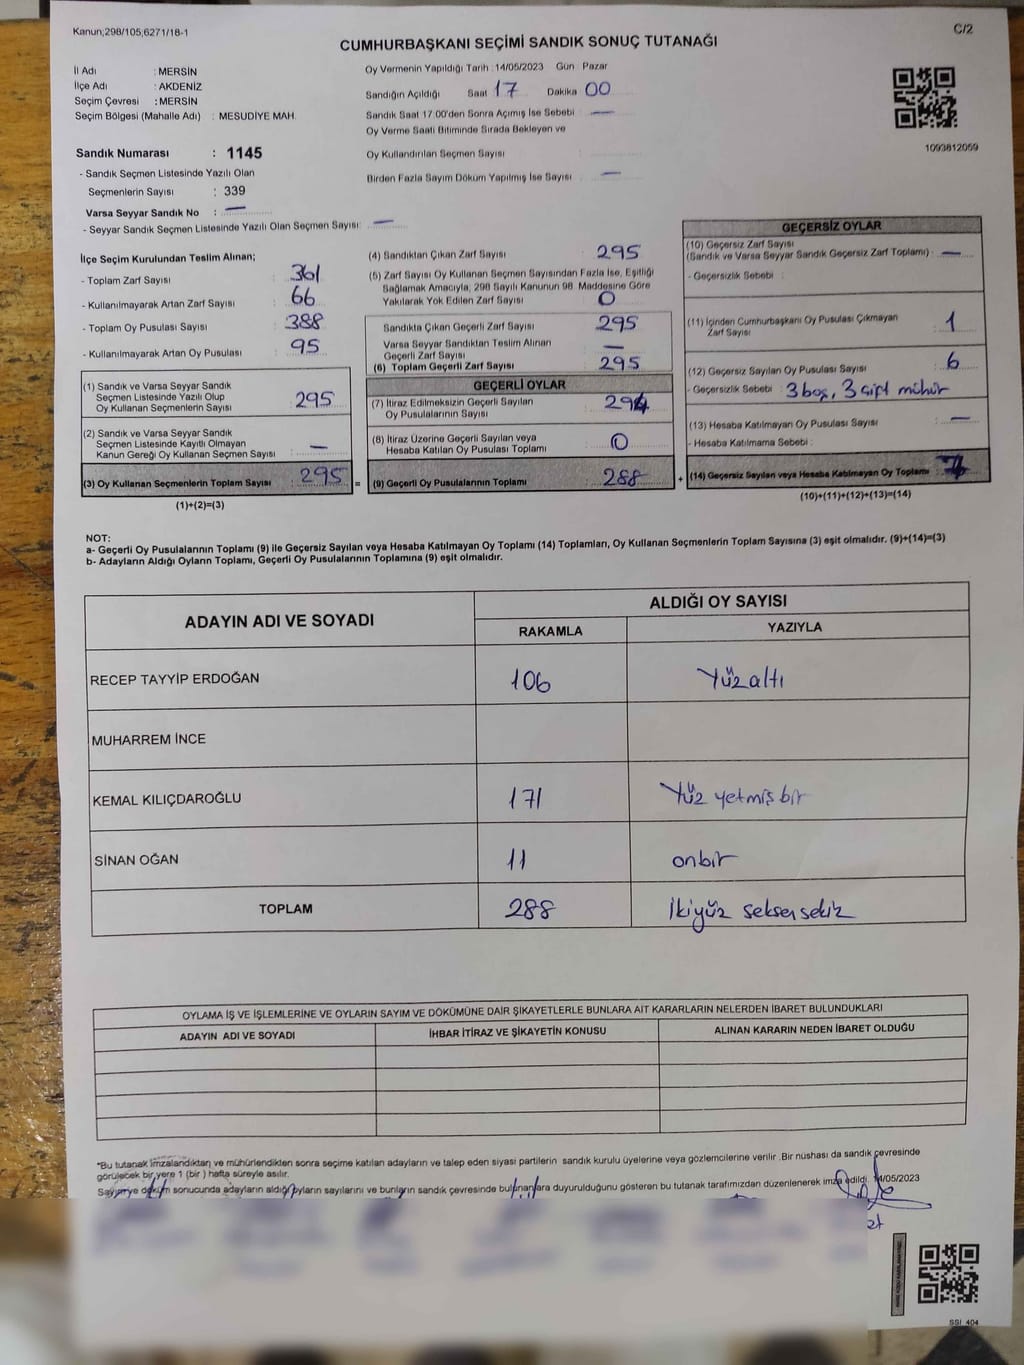 Kanun;298/105,6271/18-1
C/2
CUMHURBAŞKANI SEÇİMİ SANDIK SONUÇ TUTANAĞI
İl Adı : MERSİN
İlçe Adı : AKDENİZ
Seçim Çevresi : MERSİN
Seçim Bölgesi (Mahalle Adı) : MESUDİYE MAH.
Oy Vermenin Yapıldığı Tarih : 14/05/2023 Gün : Pazar
Sandığın Açıldığı Saat 17 Dakika 00
Sandık Saat 17:00'den Sonra Açımış İse Sebebi —
Oy Verme Saati Bitiminde Sırada Bekleyen ve
Oy Kullandırılan Seçmen Sayısı :
Birden Fazla Sayım Döküm Yapılmış İse Sayısı : —
1093812059
Sandık Numarası : 1145
- Sandık Seçmen Listesinde Yazılı Olan
Seçmenlerin Sayısı : 339
Varsa Seyyar Sandık No : —
- Seyyar Sandık Seçmen Listesinde Yazılı Olan Seçmen Sayısı: —
İlçe Seçim Kurulundan Teslim Alınan;
- Toplam Zarf Sayısı : 361
- Kullanılmayarak Artan Zarf Sayısı : 66
- Toplam Oy Pusulası Sayısı : 388
- Kullanılmayarak Artan Oy Pusulası : 95
(1) Sandık ve Varsa Seyyar Sandık
Seçmen Listesinde Yazılı Olup
Oy Kullanan Seçmenlerin Sayısı : 295
(2) Sandık ve Varsa Seyyar Sandık
Seçmen Listesinde Kayıtlı Olmayan
Kanun Gereği Oy Kullanan Seçmen Sayısı : —
(3) Oy Kullanan Seçmenlerin Toplam Sayısı : 295 =
(1)+(2)=(3)
(4) Sandıktan Çıkan Zarf Sayısı : 295
(5) Zarf Sayısı Oy Kullanan Seçmen Sayısından Fazla İse, Eşitliği
Sağlamak Amacıyla, 298 Sayılı Kanunun 98. Maddesine Göre
Yakılarak Yok Edilen Zarf Sayısı : 0
Sandıkta Çıkan Geçerli Zarf Sayısı : 295
Varsa Seyyar Sandıktan Teslim Alınan
Geçerli Zarf Sayısı : —
(6) Toplam Geçerli Zarf Sayısı : 295
GEÇERLİ OYLAR
(7) İtiraz Edilmeksizin Geçerli Sayılan
Oy Pusulalarının Sayısı :
(8) İtiraz Üzerine Geçerli Sayılan veya
Hesaba Katılan Oy Pusulası Toplamı : 0
(9) Geçerli Oy Pusulalarının Toplamı : 288 +
GEÇERSİZ OYLAR
(10) Geçersiz Zarf Sayısı
(Sandık ve Varsa Seyyar Sandık Geçersiz Zarf Toplamı) : —
- Geçersizlik Sebebi :
(11) İçinden Cumhurbaşkanı Oy Pusulası Çıkmayan
Zarf Sayısı : 1
(12) Geçersiz Sayılan Oy Pusulası Sayısı : 6
- Geçersizlik Sebebi : 3 boş, 3 çift mühür
(13) Hesaba Katılmayan Oy Pusulası Sayısı : —
- Hesaba Katılmama Sebebi :
(14) Geçersiz Sayılan veya Hesaba Katılmayan Oy Toplamı :
(10)+(11)+(12)+(13)=(14)
NOT:
a- Geçerli Oy Pusulalarının Toplamı (9) ile Geçersiz Sayılan veya Hesaba Katılmayan Oy Toplamı (14) Toplamları, Oy Kullanan Seçmenlerin Toplam Sayısına (3) eşit olmalıdır. (9)+(14)=(3)
b- Adayların Aldığı Oyların Toplamı, Geçerli Oy Pusulalarının Toplamına (9) eşit olmalıdır.
ADAYIN ADI VE SOYADI
ALDIĞI OY SAYISI
RAKAMLA
YAZIYLA
RECEP TAYYİP ERDOĞAN 106 Yüzaltı
MUHARREM İNCE
KEMAL KILIÇDAROĞLU 171 Yüz yetmiş bir
SİNAN OĞAN 11 onbir
TOPLAM 288 İkiyüz seksensekiz
OYLAMA İŞ VE İŞLEMLERİNE VE OYLARIN SAYIM VE DÖKÜMÜNE DAİR ŞİKAYETLERLE BUNLARA AİT KARARLARIN NELERDEN İBARET BULUNDUKLARI
ADAYIN ADI VE SOYADI
İHBAR İTİRAZ VE ŞİKAYETİN KONUSU
ALINAN KARARIN NEDEN İBARET OLDUĞU
*Bu tutanak imzalandıktan ve mühürlendikten sonra seçime katılan adayların ve talep eden siyasi partilerin sandık kurulu üyelerine veya gözlemcilerine verilir .Bir nüshası da sandık çevresinde
görülecek bir yere 1 (bir ) hafta süreyle asılır.
Sayım ve döküm sonucunda adayların aldığı oyların sayılarını ve bunların sandık çevresinde bulunanlara duyurulduğunu gösteren bu tutanak tarafımızdan düzenlenerek imza edildi. 14/05/2023
SSI_404